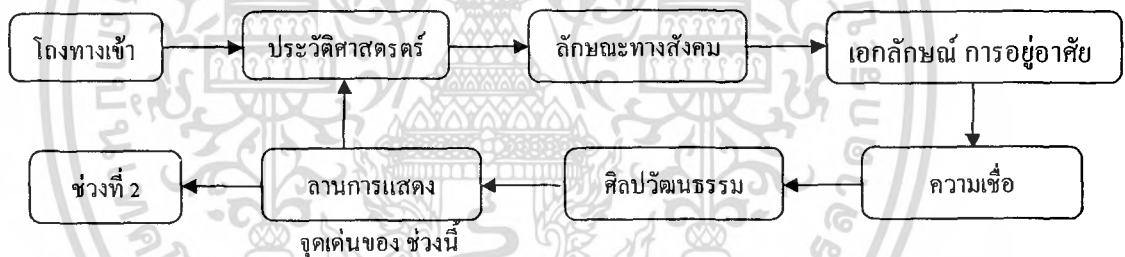 โถงทางเข้า ประวัติศาสตรตร์ ลักษณะทางสังคม เอกลักษณ์ การอยู่อาศัย
ช่วงที่ 2 ลานการแสดง ศิลปวัฒนธรรม ความเชื่อ
จุดเด่นของ ช่วงนี้